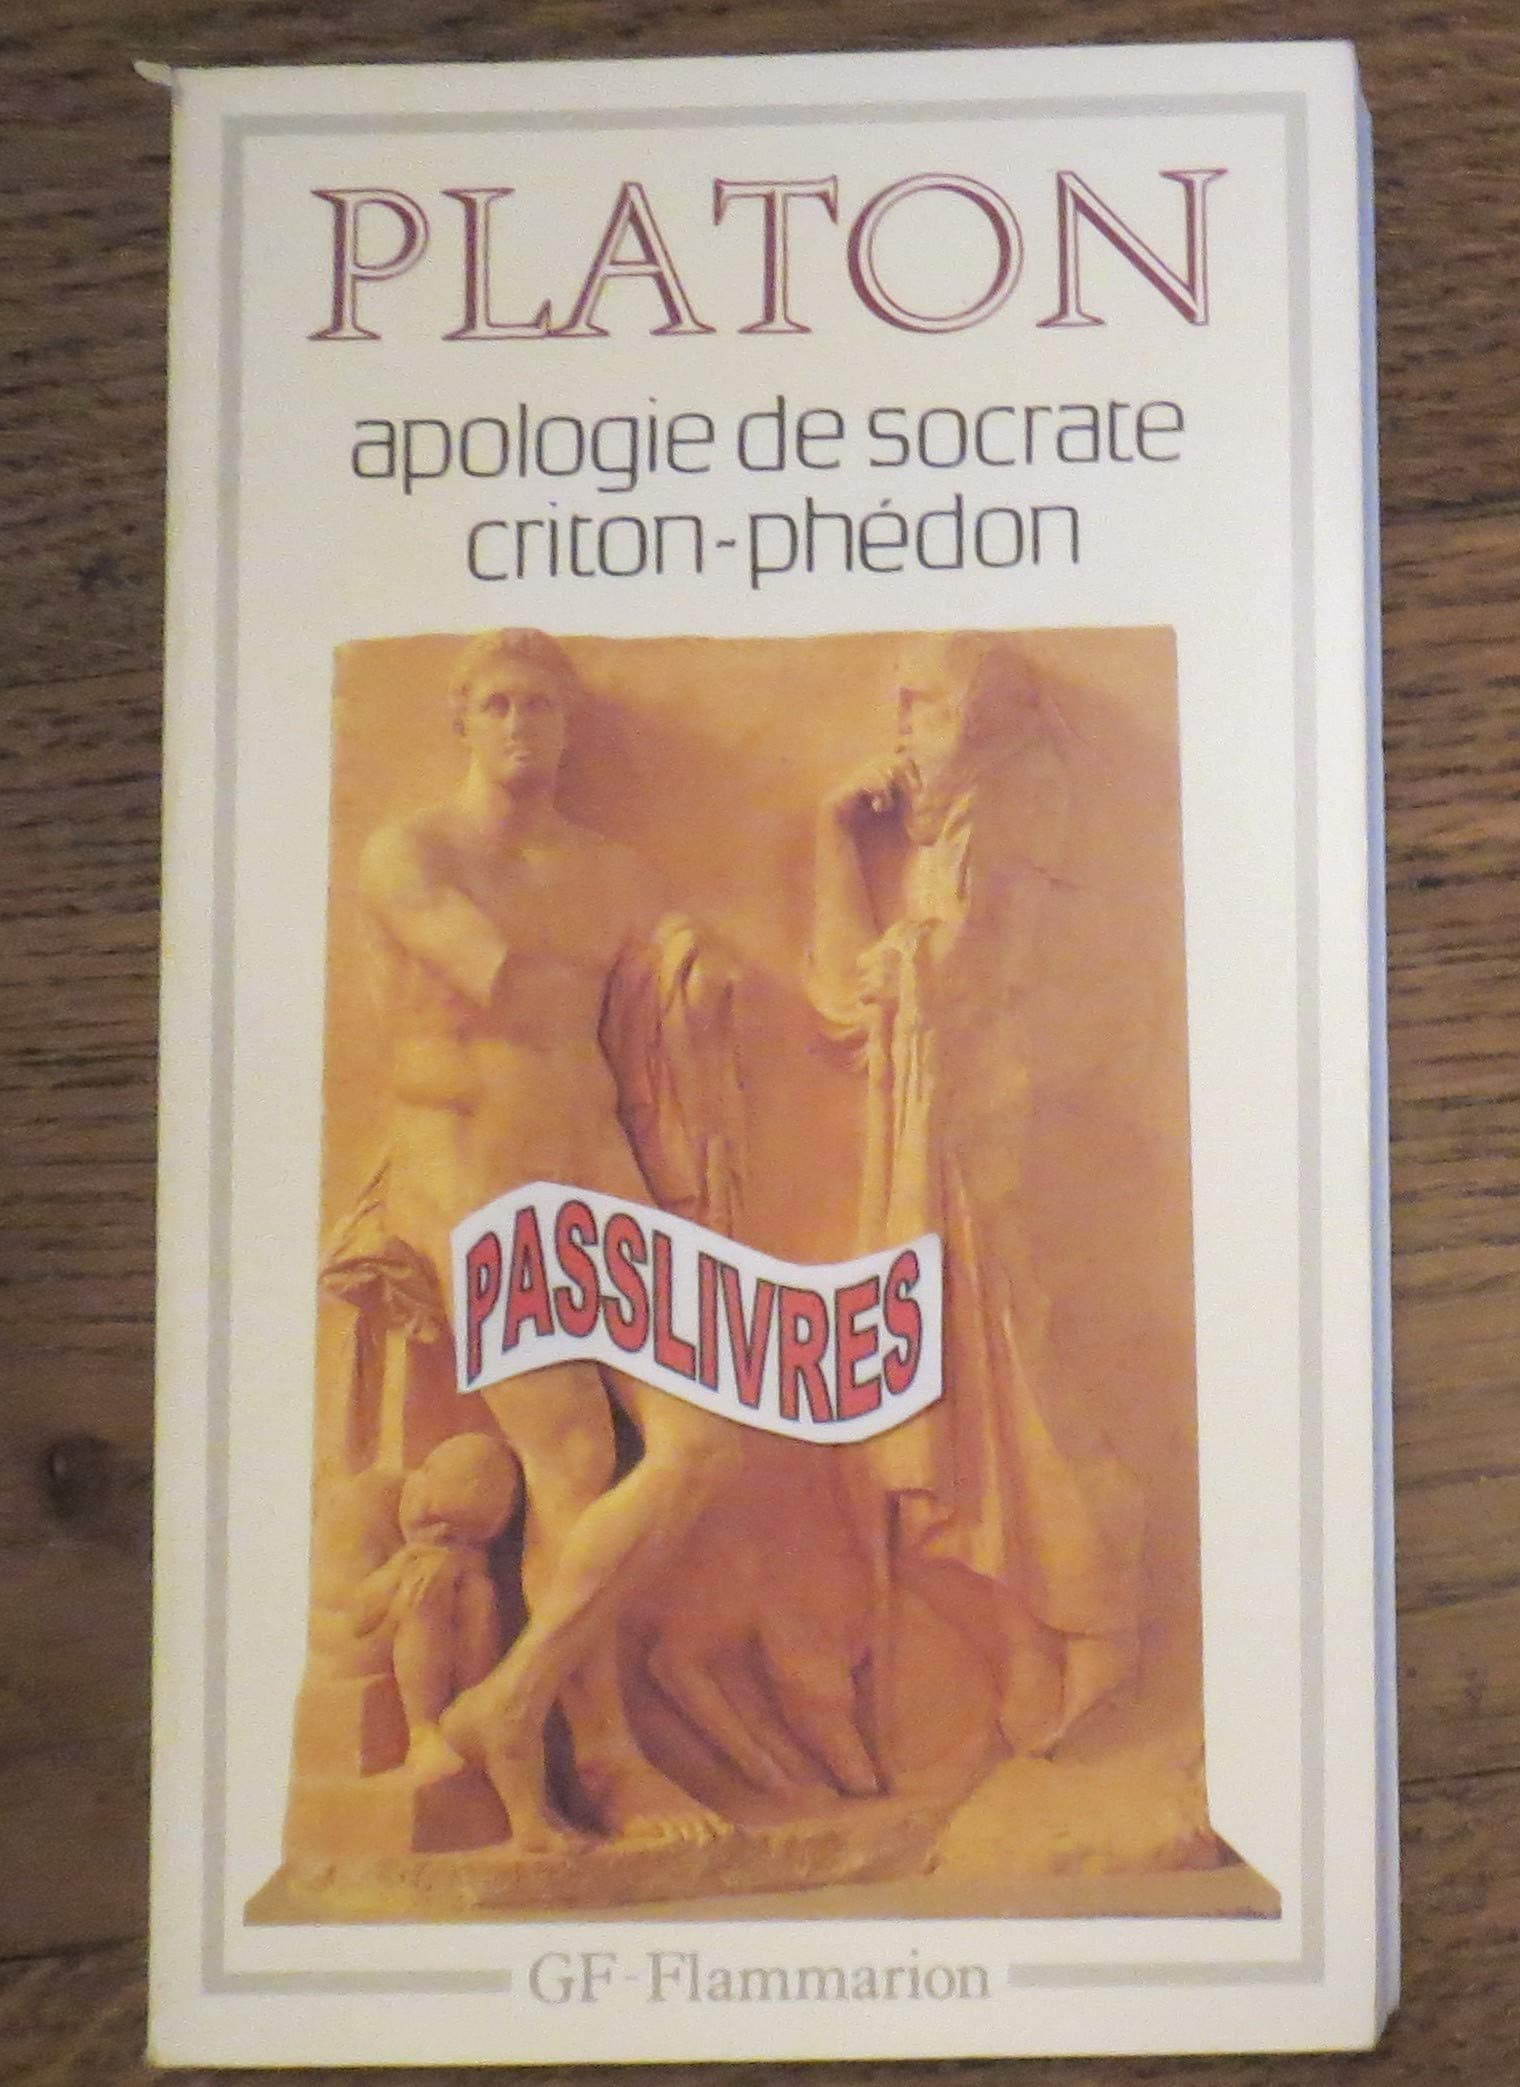 PLATON
apologie de socrate
criton-phédon
PASSLIVRES
GF-Flammarion